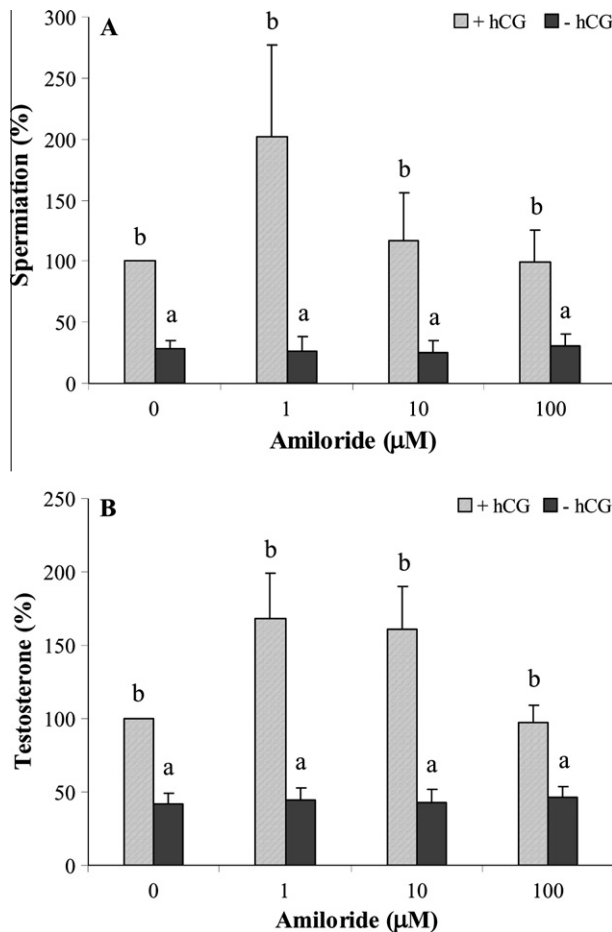 300
A
b
+ hCG - hCG
250
b
200
b
b
150
b
100
a
a
a
a
50
0
0 1 10 100
Spermiation (%)
Amiloride (μM)
250
B
+ hCG - hCG
b
b
200
150
b
b
100
a
a
a
a
50
0
0 1 10 100
Testosterone (%)
Amiloride (μM)